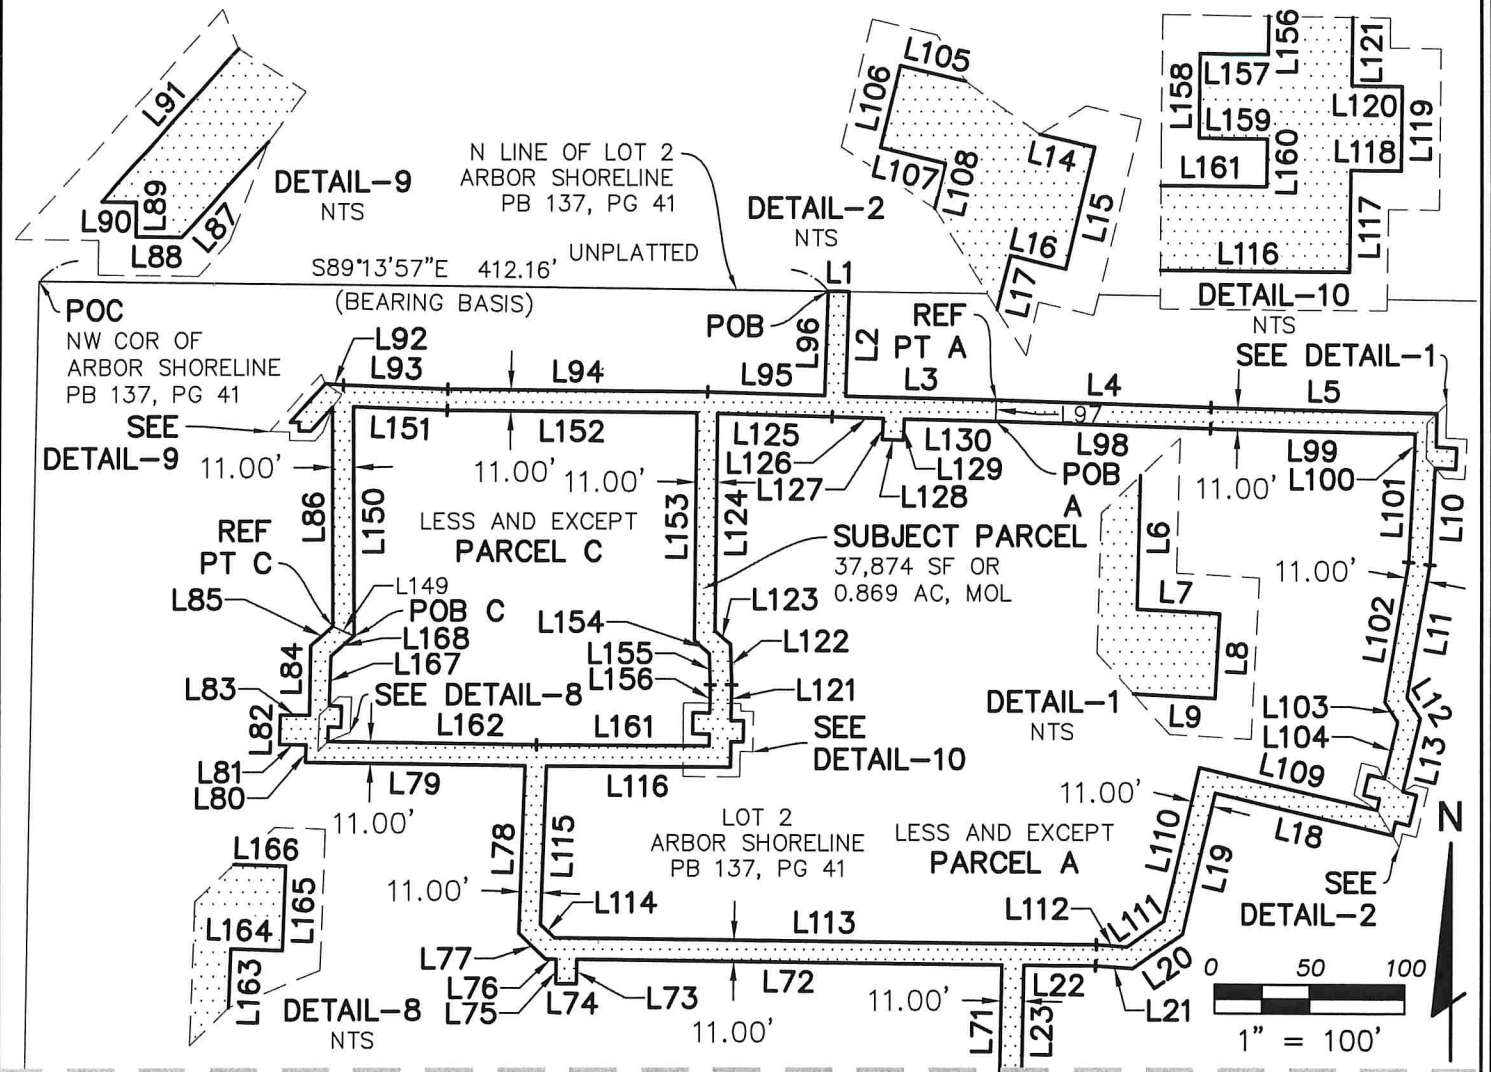 L91
L89
L90
L88
L87
DETAIL-9
NTS
N LINE OF LOT 2
ARBOR SHORELINE
PB 137, PG 41
UNPLATTED
S89°13'57"E 412.16'
(BEARING BASIS)
L105
L106
L107
L108
L14
L15
L16
L17
DETAIL-2
NTS
L156
L121
L157
L158
L120
L119
L159
L160
L118
L161
L117
L116
DETAIL-10
NTS
POC
NW COR OF
ARBOR SHORELINE
PB 137, PG 41
SEE
DETAIL-9
L92
L93
L94
L95
L96
L1
POB
L2
REF
PT A
L3
L4
L97
SEE DETAIL-1
L5
L151
L152
L125
L126
L127
L128
L129
L130
L98
POB
A
L99
L100
L101
L10
11.00'
11.00'
11.00'
11.00'
L86
L150
L153
L124
LESS AND EXCEPT
PARCEL C
SUBJECT PARCEL
37,874 SF OR
0.869 AC, MOL
REF
PT C
L85
L149
POB C
L168
L167
L84
L83
L82
L81
L80
SEE DETAIL-8
L162
L161
L154
L155
L156
L123
L122
L121
SEE
DETAIL-10
L79
L116
11.00'
L6
L7
L8
L9
DETAIL-1
NTS
11.00'
L102
L11
L103
L12
L104
L13
L109
L18
11.00'
L110
L19
SEE
DETAIL-2
N
LOT 2
ARBOR SHORELINE
PB 137, PG 41
LESS AND EXCEPT
PARCEL A
L78
L115
11.00'
L114
L113
L112
L111
L77
L76
L75
L74
L73
L72
11.00'
11.00'
L71
L22
L23
L20
L21
L166
L165
L164
L163
DETAIL-8
NTS
0 50 100
1" = 100'